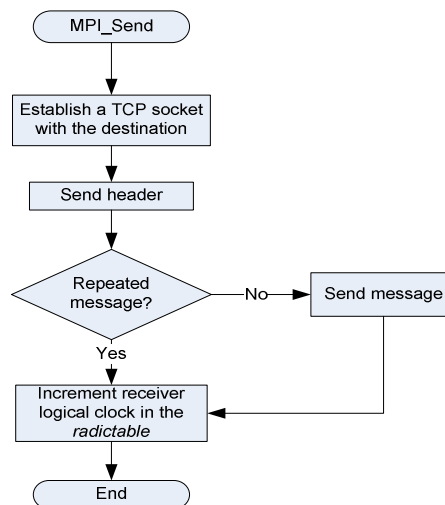 MPI_Send
Establish a TCP socket
with the destination
Send header
Repeated
message?
No
Send message
Yes
Increment receiver
logical clock in the
radictable
End